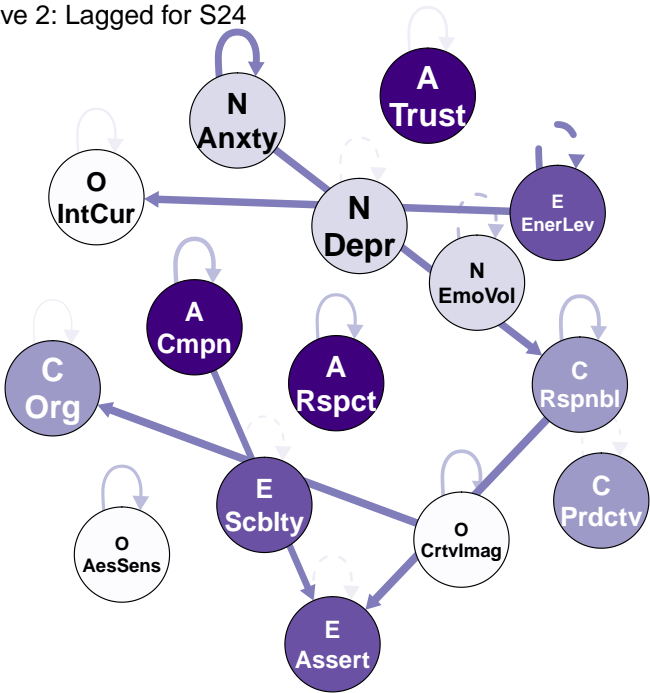 ve 2: Lagged for S24
A
Trust
N
Anxty
O
IntCur
E
EnerLev
N
Depr
N
EmoVol
A
Cmpn
A
Rspct
C
Org
C
Rspnbl
E
Scblty
C
Prdctv
O
AesSens
O
CrtvImag
E
Assert